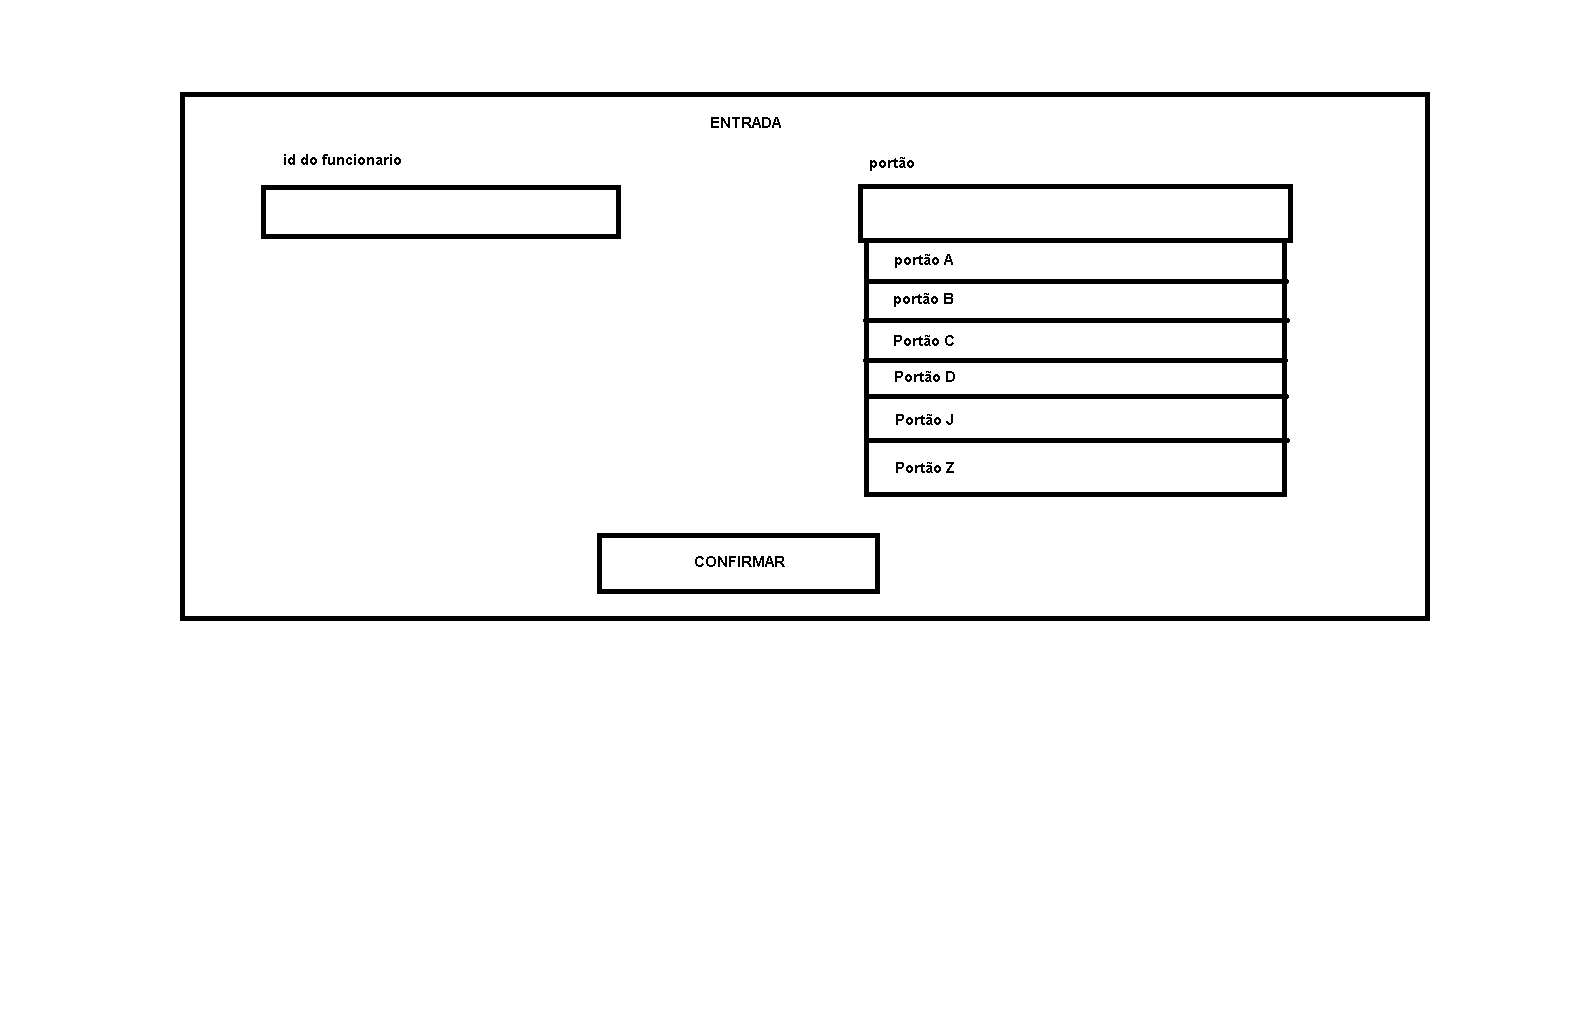 ENTRADA
id do funcionario
portão
portão A
portão B
Portão C
Portão D
Portão J
Portão Z
CONFIRMAR